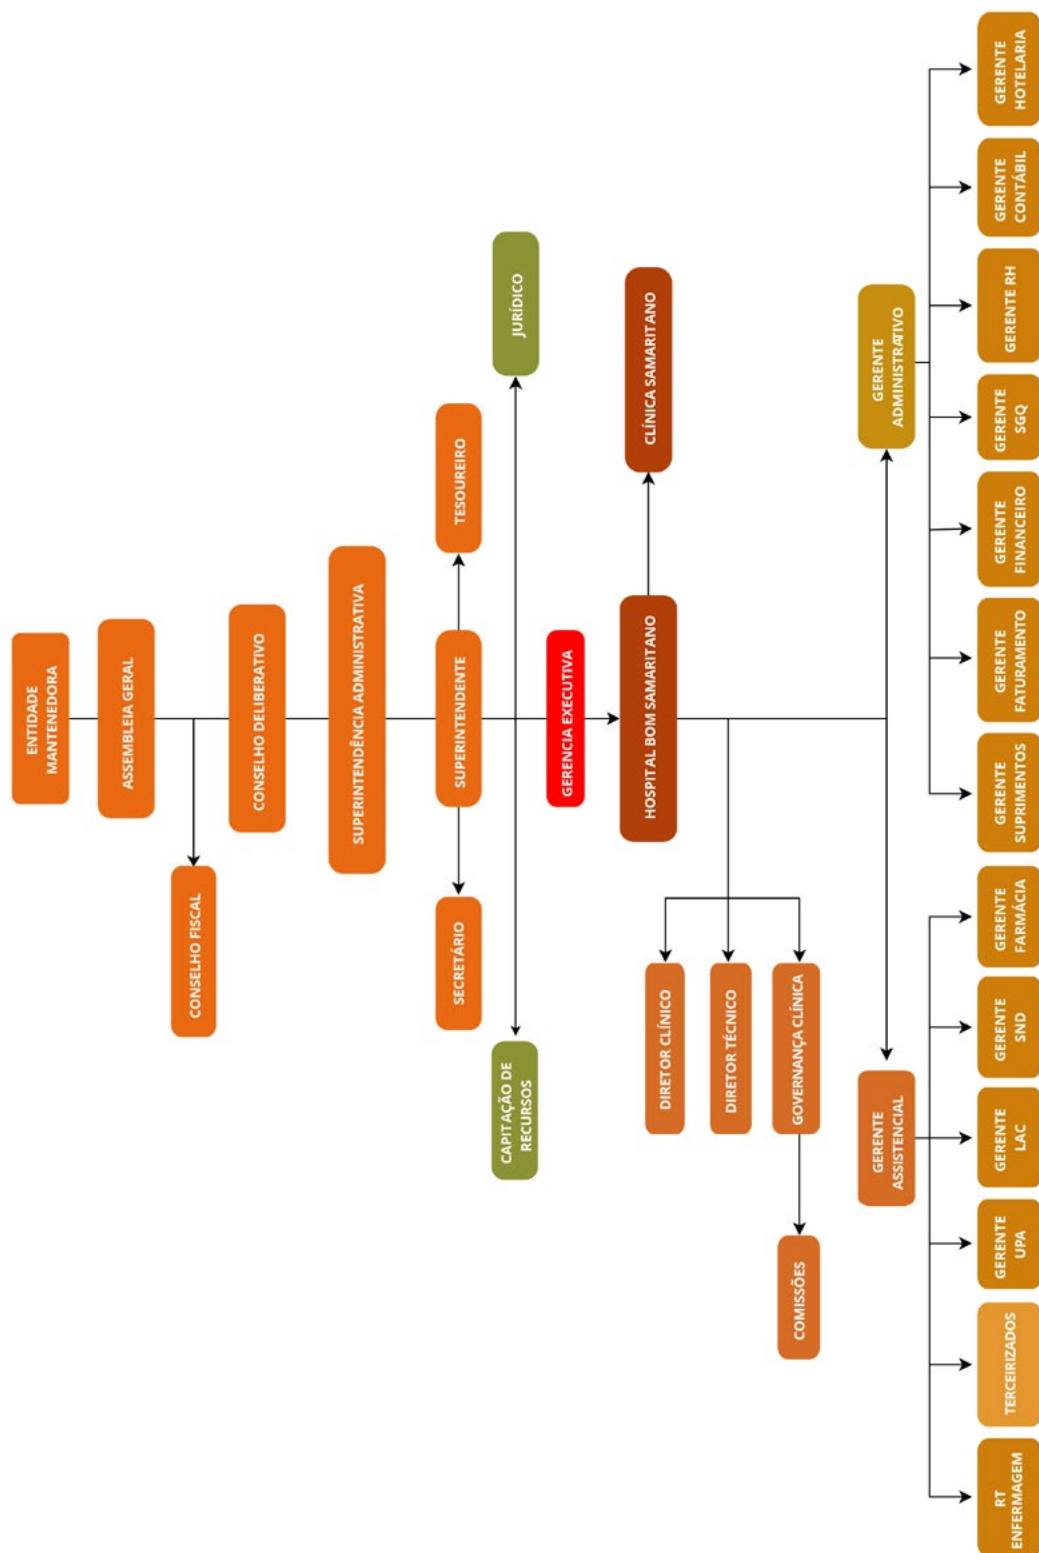 ENTIDADE
MANTENEDORA
ASSEMBLEIA GERAL
CONSELHO FISCAL
CONSELHO DELIBERATIVO
SUPERINTENDÊNCIA ADMINISTRATIVA
SECRETÁRIO
SUPERINTENDENTE
TESOUREIRO
CAPITAÇÃO DE
RECURSOS
JURÍDICO
GERENCIA EXECUTIVA
HOSPITAL BOM SAMARITANO
CLÍNICA SAMARITANO
DIRETOR CLÍNICO
DIRETOR TÉCNICO
GOVERNANÇA CLÍNICA
COMISSÕES
GERENTE
ASSISTENCIAL
GERENTE
ADMINISTRATIVO
RT
ENFERMAGEM
TERCEIRIZADOS
GERENTE
UPA
GERENTE
LAC
GERENTE
SND
GERENTE
FARMÁCIA
GERENTE
SUPRIMENTOS
GERENTE
FATURAMENTO
GERENTE
FINANCEIRO
GERENTE
SGQ
GERENTE RH
GERENTE
CONTÁBIL
GERENTE
HOTELARIA